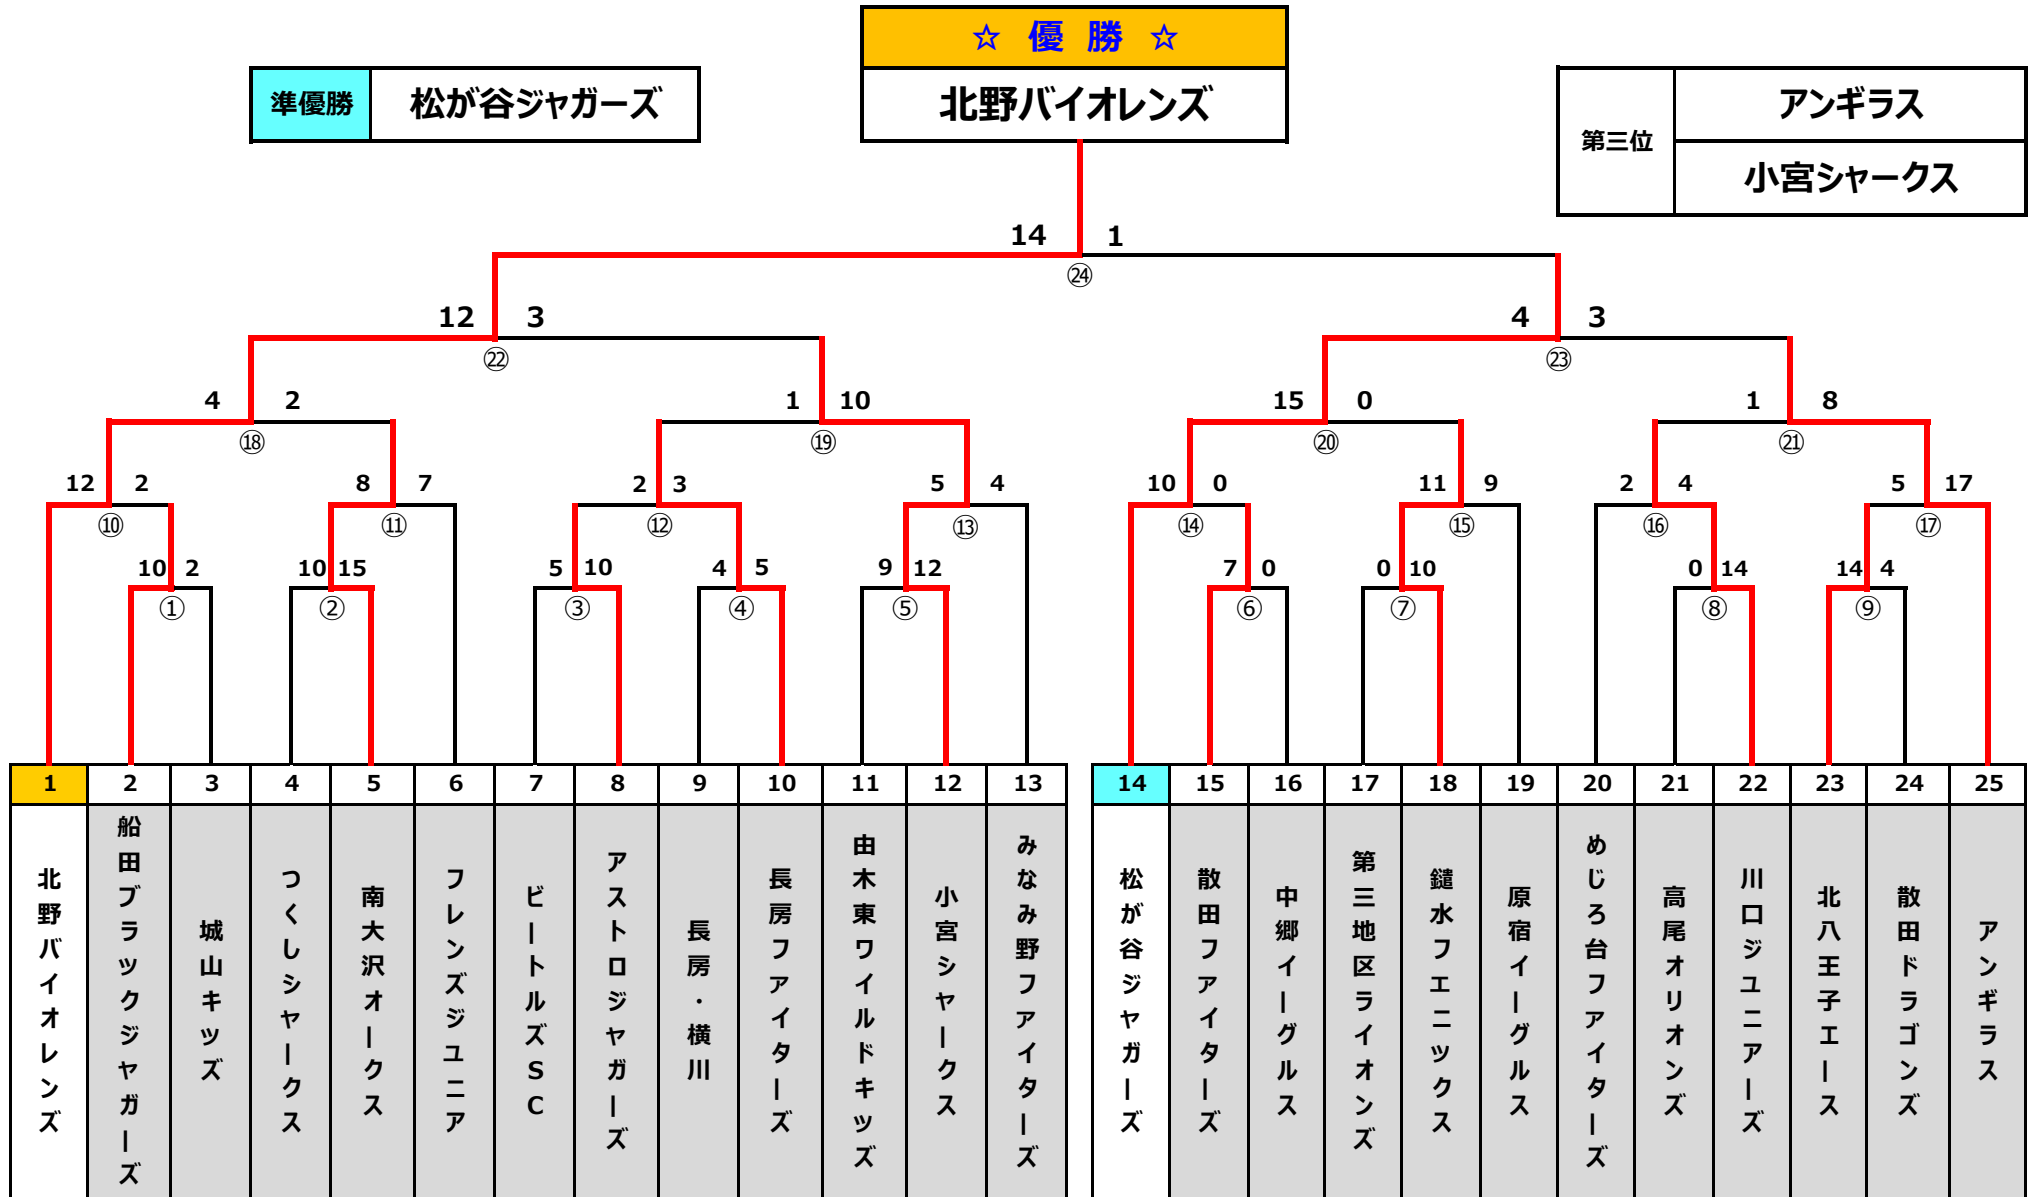 ☆ 優 勝 ☆
準優勝 松が谷ジャガーズ
北野バイオレンズ
第三位
アンギラス
小宮シャークス
14 1
㉔
12 3
㉒
4 3
㉓
4 2
⑱
1 10
⑲
15 0
⑳
1 8
㉑
12 2
⑩
8 7
⑪
2 3
⑫
5 4
⑬
10 0
⑭
11 9
⑮
2 4
⑯
5 17
⑰
10 2
①
10 15
②
5 10
③
4 5
④
9 12
⑤
7 0
⑥
0 10
⑦
0 14
⑧
14 4
⑨
1 2 3 4 5 6 7 8 9 10 11 12 13 14 15 16 17 18 19 20 21 22 23 24 25
北野バイオレンズ
船田ブラックジャガーズ
城山キッズ
つくしシャークス
南大沢オークス
フレンズジュニア
ビートルズSC
アストロジャガーズ
長房・横川
長房ファイターズ
由木東ワイルドキッズ
小宮シャークス
みなみ野ファイターズ
松が谷ジャガーズ
散田ファイターズ
中郷イーグルス
第三地区ライオンズ
鑓水フエニックス
原宿イーグルス
めじろ台ファイターズ
高尾オリオンズ
川口ジュニアーズ
北八王子エース
散田ドラゴンズ
アンギラス